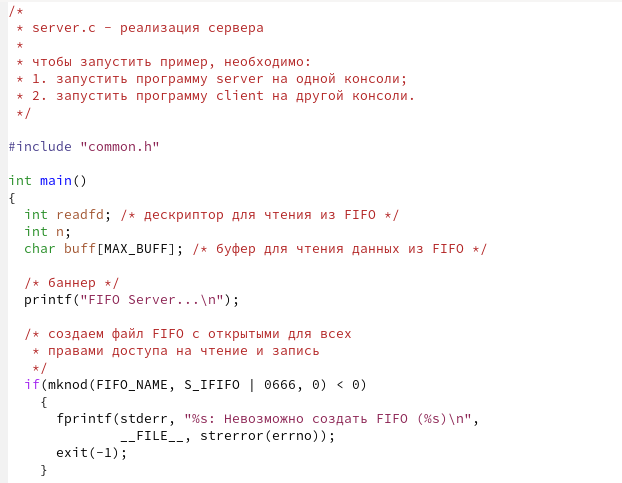 /*
 * server.c - реализация сервера
 *
 * чтобы запустить пример, необходимо:
 * 1. запустить программу server на одной консоли;
 * 2. запустить программу client на другой консоли.
 */

#include "common.h"

int main()
{
  int readfd; /* дескриптор для чтения из FIFO */
  int n;
  char buff[MAX_BUFF]; /* буфер для чтения данных из FIFO */

  /* баннер */
  printf("FIFO Server...\n");

  /* создаем файл FIFO с открытыми для всех
   * правами доступа на чтение и запись
   */
  if(mknod(FIFO_NAME, S_IFIFO | 0666, 0) < 0)
    {
      fprintf(stderr, "%s: Невозможно создать FIFO (%s)\n",
              __FILE__, strerror(errno));
      exit(-1);
    }